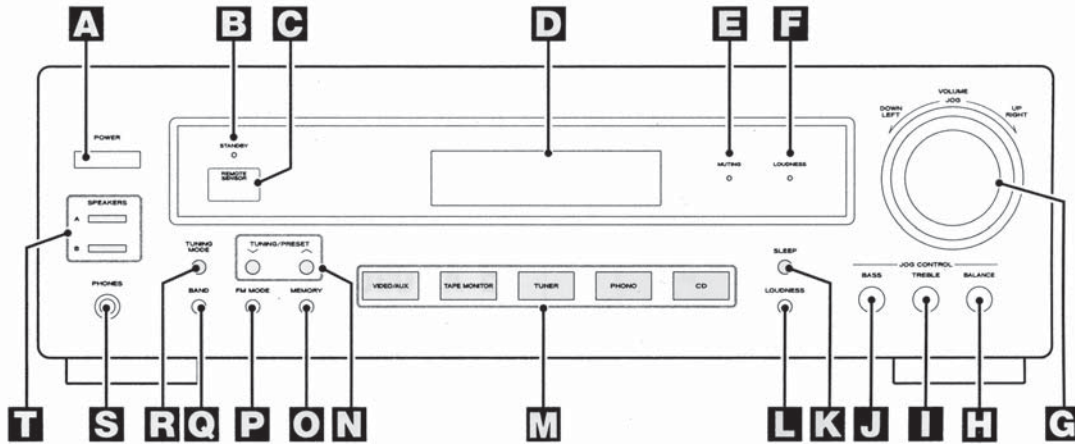 A B C D E F
POWER
STANDBY
REMOTE
SENSOR
MUTING
LOUDNESS
VOLUME
JOG
DOWN
LEFT
UP
RIGHT
SPEAKERS
A
B
TUNING
MODE
TUNING/PRESET
PHONES
BAND
FM MODE
MEMORY
VIDEO/AUX
TAPE MONITOR
TUNER
PHONO
CD
SLEEP
LOUDNESS
JOG CONTROL
BASS
TREBLE
BALANCE
T S R Q P O N M L K J I H G